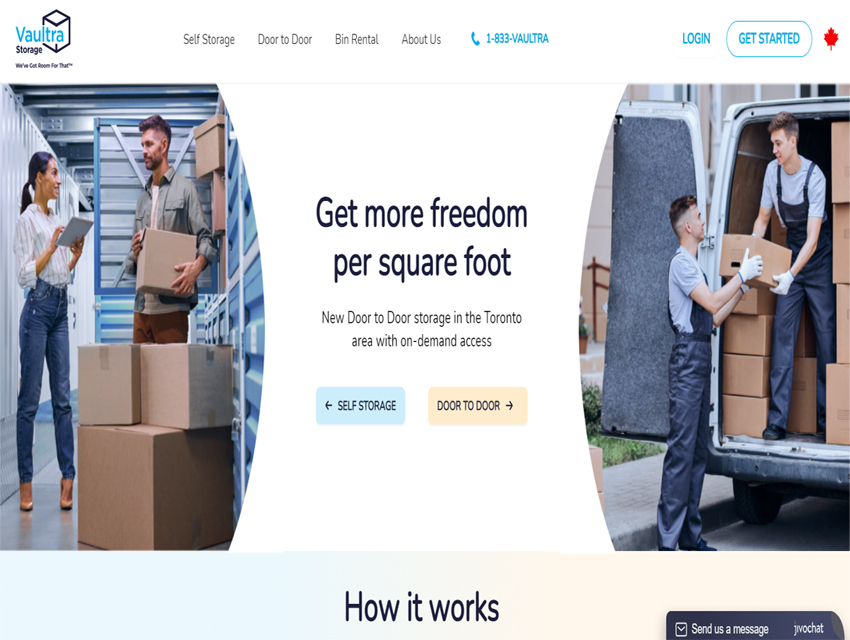 Vaultra
Storage
We've Got Room For That™
Self Storage
Door to Door
Bin Rental
About Us
1-833-VAULTRA
LOGIN
GET STARTED
Get more freedom
per square foot
New Door to Door storage in the Toronto
area with on-demand access
← SELF STORAGE
DOOR TO DOOR →
How it works
Send us a message
jivochat